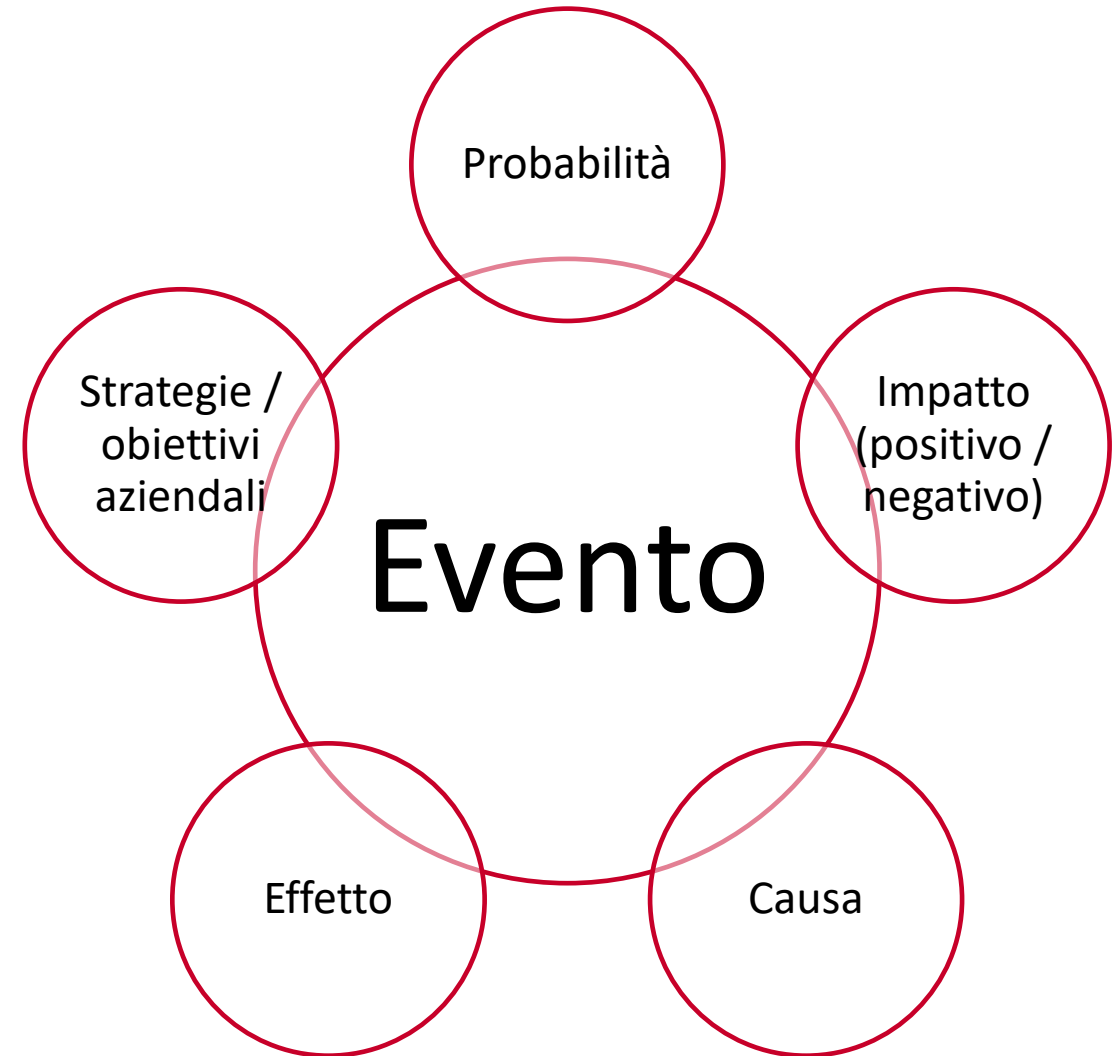 Probabilità
Strategie /
obiettivi
aziendali
Impatto
(positivo /
negativo)
Evento
Effetto
Causa